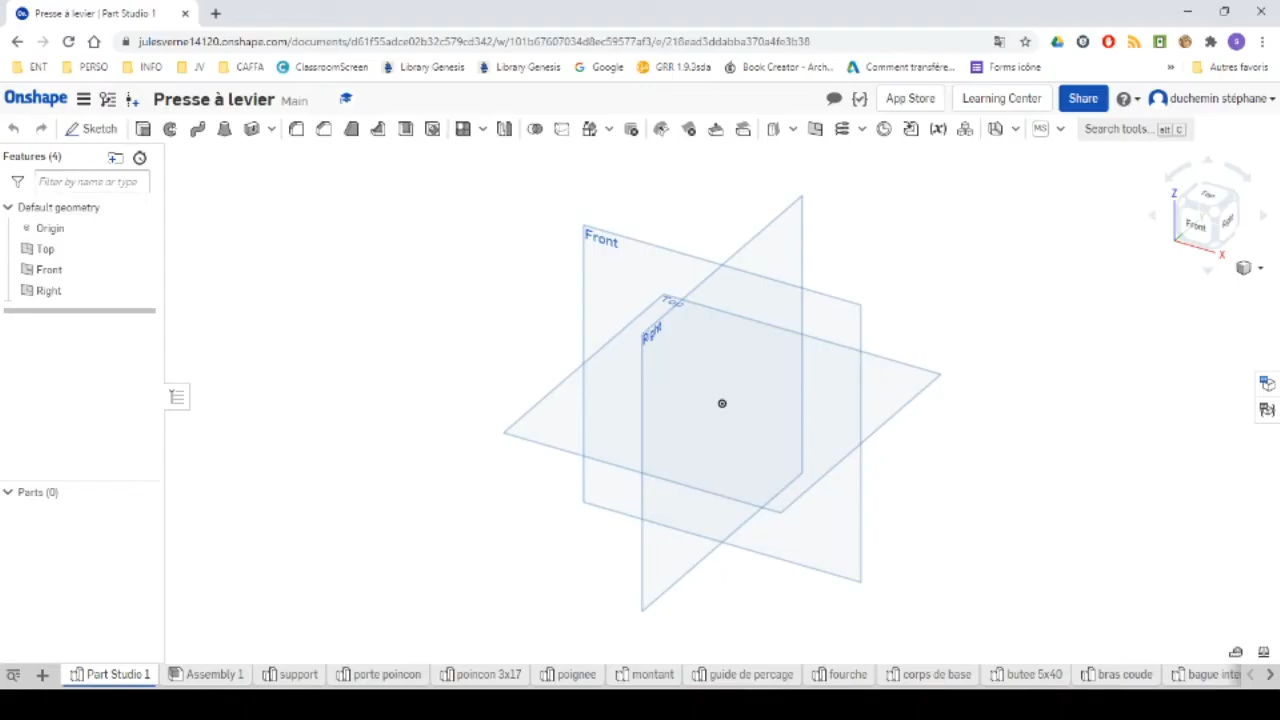 Presse à levier | Part Studio 1
julesverne14120.onshape.com/documents/d61f55adce02b32c579cd342/w/101b67607034d8ec59577af3/e/218ead3ddabba370a4fe3b38
ENT PERSO INFO JV CAFFA ClassroomScreen Library Genesis Library Genesis Google GRR 1.9.3sda Book Creator - Arch... Comment transfére... Forms icône » Autres favoris
Onshape Presse à levier Main App Store Learning Center Share duchemin stéphane
Sketch MS Search tools... alt C
Features (4)
Filter by name or type
Default geometry
Origin
Top
Front
Right
Front
Top
Right
Top
Front
Right
Z
Y
X
Parts (0)
Part Studio 1 Assembly 1 support porte poincon poincon 3x17 poignee montant guide de percage fourche corps de base butee 5x40 bras coude bague inte